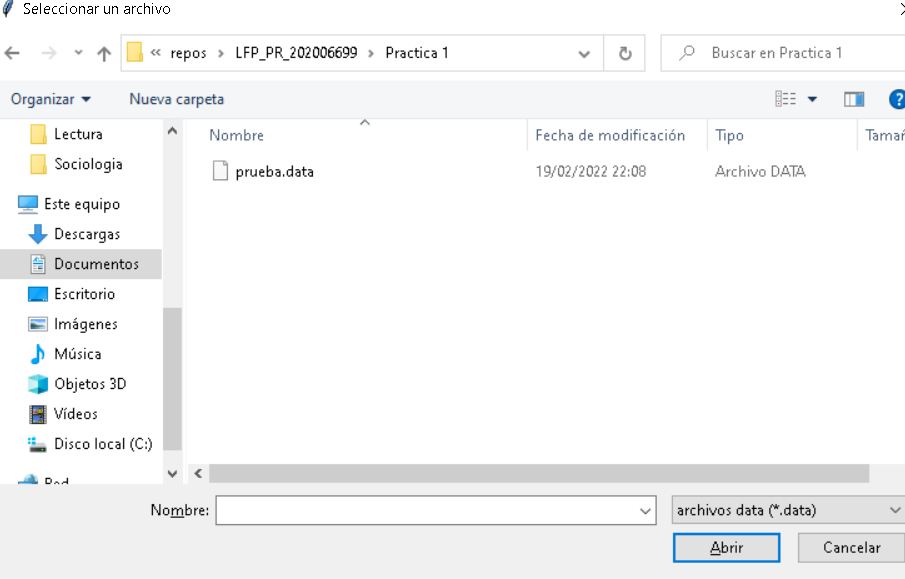 Seleccionar un archivo
« repos › LFP_PR_202006699 › Practica 1
Buscar en Practica 1
Organizar
Nueva carpeta
?
Lectura
Sociologia
Este equipo
Descargas
Documentos
Escritorio
Imágenes
Música
Objetos 3D
Vídeos
Disco local (C:)
Red
Nombre
Fecha de modificación
Tipo
Tamañ
prueba.data
19/02/2022 22:08
Archivo DATA
Nombre:
archivos data (*.data)
Abrir
Cancelar